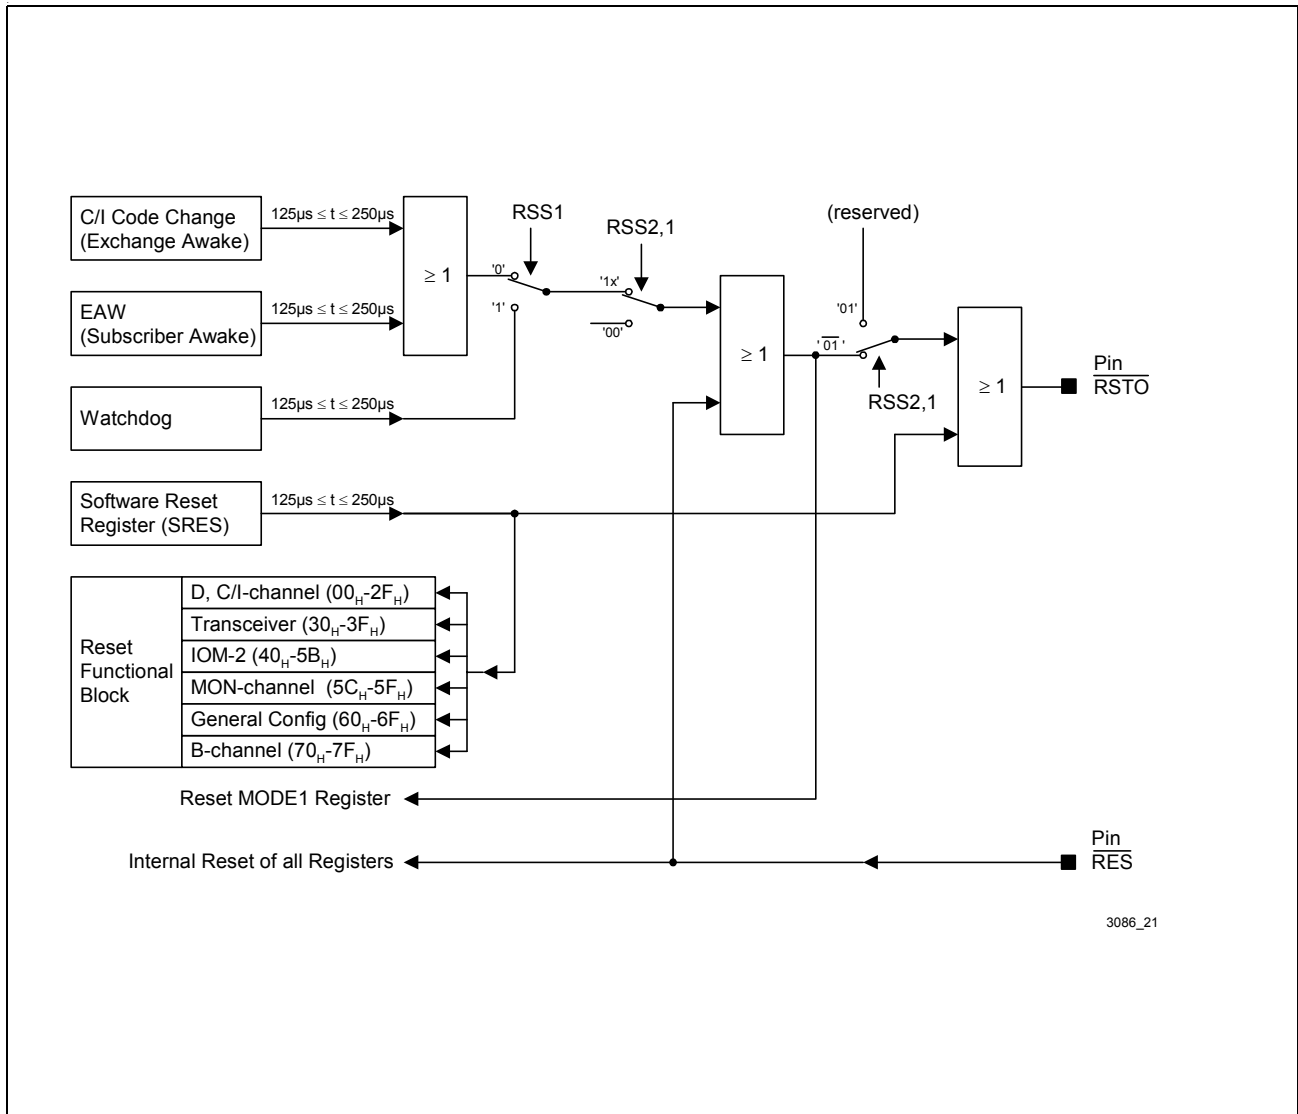 C/I Code Change
(Exchange Awake)
125µs ≤ t ≤ 250µs
EAW
(Subscriber Awake)
125µs ≤ t ≤ 250µs
Watchdog
125µs ≤ t ≤ 250µs
Software Reset
Register (SRES)
125µs ≤ t ≤ 250µs
≥ 1
RSS1
'0'
'1'
RSS2,1
'1x'
'00'
≥ 1
(reserved)
'01'
'01'
RSS2,1
≥ 1
Pin
RSTO
Reset
Functional
Block
D, C/I-channel (00H-2FH)
Transceiver (30H-3FH)
IOM-2 (40H-5BH)
MON-channel (5CH-5FH)
General Config (60H-6FH)
B-channel (70H-7FH)
Reset MODE1 Register
Internal Reset of all Registers
Pin
RES
3086_21